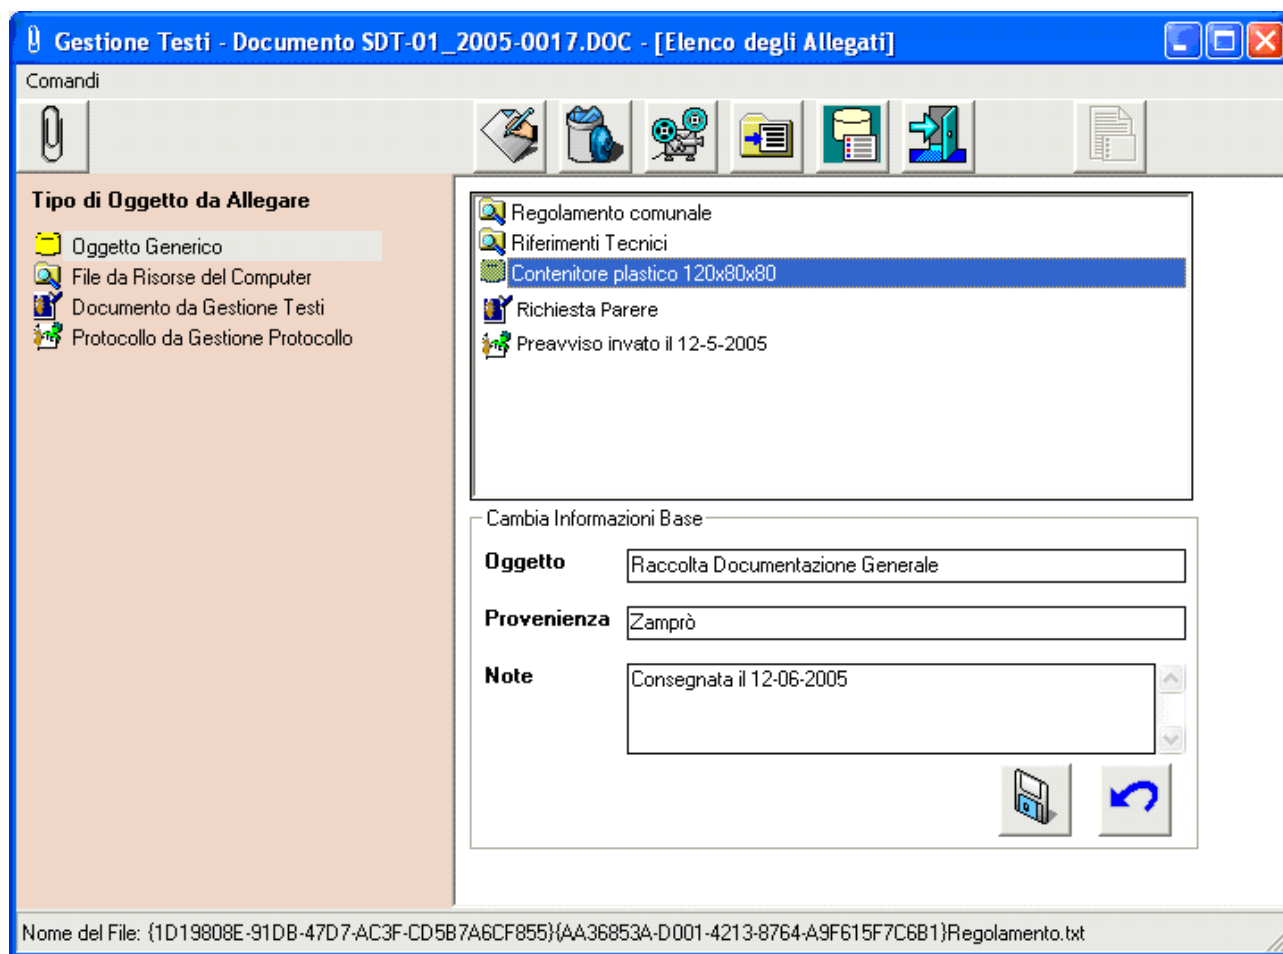 Gestione Testi - Documento SDT-01_2005-0017.DOC - [Elenco degli Allegati]
Comandi
Tipo di Oggetto da Allegare
Oggetto Generico
File da Risorse del Computer
Documento da Gestione Testi
Protocollo da Gestione Protocollo
Regolamento comunale
Riferimenti Tecnici
Contenitore plastico 120x80x80
Richiesta Parere
Preavviso invato il 12-5-2005
Cambia Informazioni Base
Oggetto Raccolta Documentazione Generale
Provenienza Zamprò
Note Consegnata il 12-06-2005
Nome del File: {1D19808E-91DB-47D7-AC3F-CD5B7A6CF855}{AA36853A-D001-4213-8764-A9F615F7C6B1}Regolamento.txt